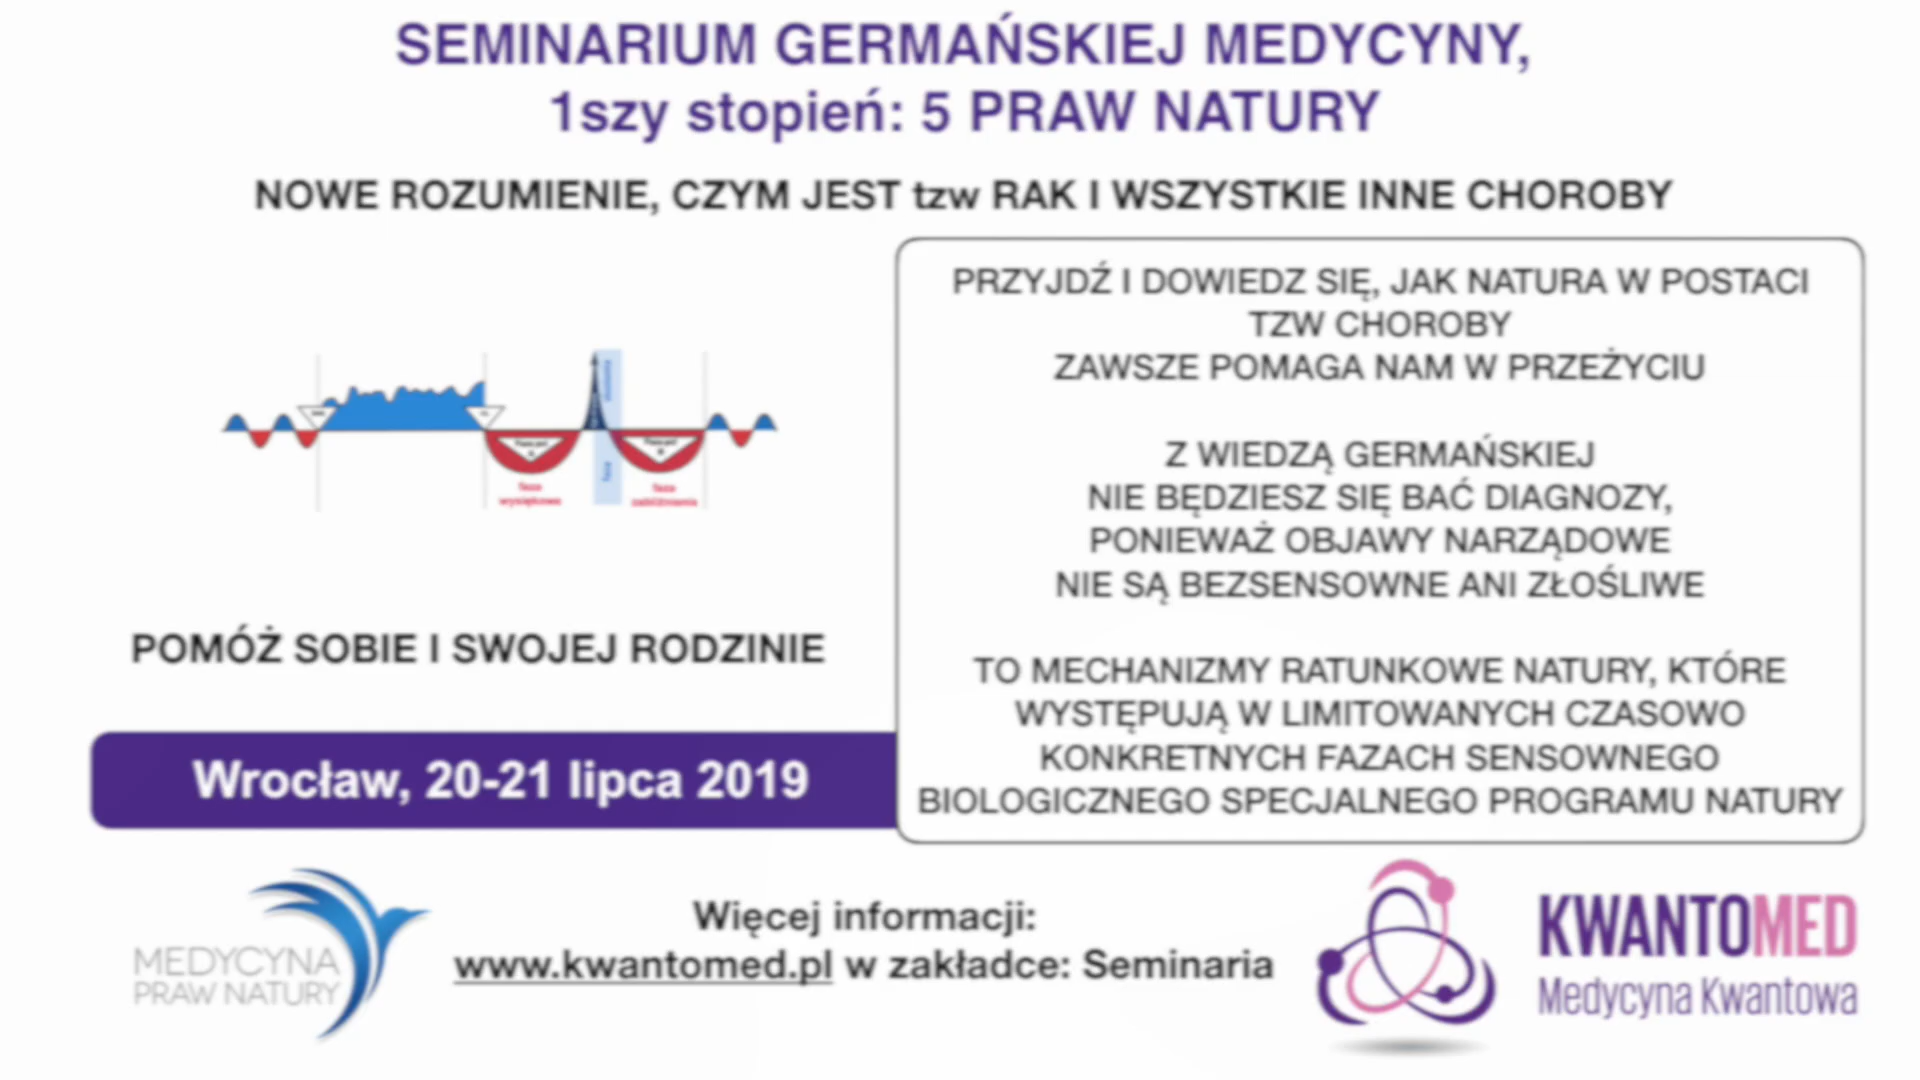 SEMINARIUM GERMAŃSKIEJ MEDYCYNY,
1szy stopień: 5 PRAW NATURY
NOWE ROZUMIENIE, CZYM JEST tzw RAK I WSZYSTKIE INNE CHOROBY
faza
wysiękowa
faza
POMÓŻ SOBIE I SWOJEJ RODZINIE
Wrocław, 20-21 lipca 2019
PRZYJDŹ I DOWIEDZ SIĘ, JAK NATURA W POSTACI
TZW CHOROBY
ZAWSZE POMAGA NAM W PRZEŻYCIU
Z WIEDZĄ GERMAŃSKIEJ
NIE BĘDZIESZ SIĘ BAĆ DIAGNOZY,
PONIEWAŻ OBJAWY NARZĄDOWE
NIE SĄ BEZSENSOWNE ANI ZŁOŚLIWE
TO MECHANIZMY RATUNKOWE NATURY, KTÓRE
WYSTĘPUJĄ W LIMITOWANYCH CZASOWO
KONKRETNYCH FAZACH SENSOWNEGO
BIOLOGICZNEGO SPECJALNEGO PROGRAMU NATURY
MEDYCYNA
PRAW NATURY
Więcej informacji:
www.kwantomed.pl w zakładce: Seminaria
KWANTOMED
Medycyna Kwantowa